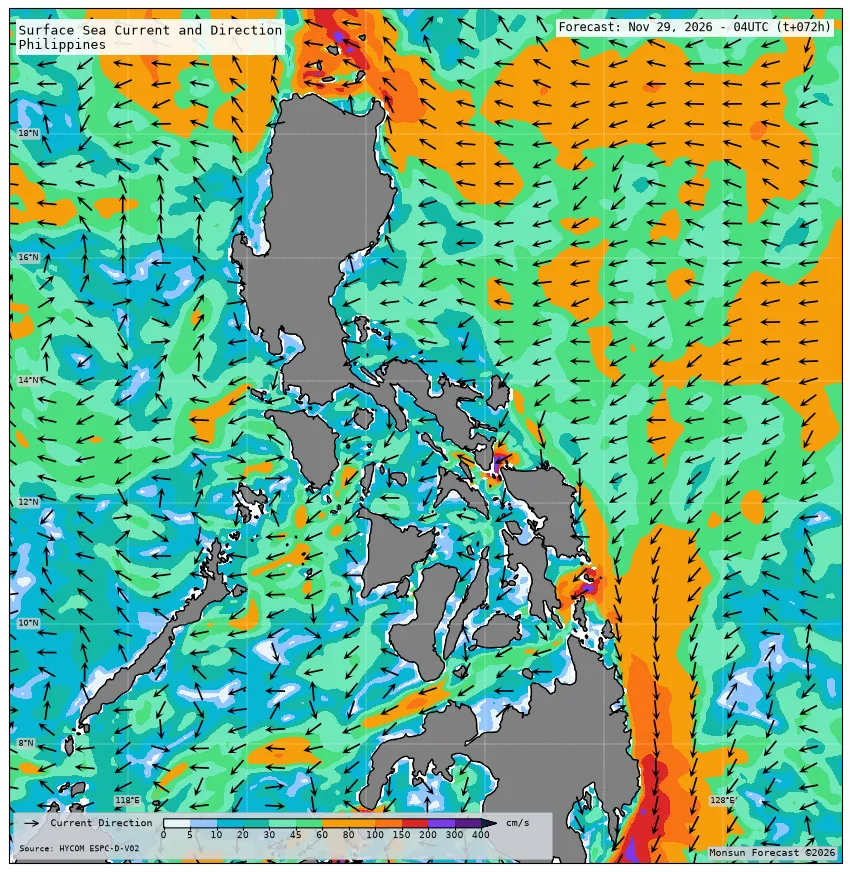 Surface Sea Current and Direction
Philippines
Forecast: Nov 29, 2026 - 04UTC (t+072h)
18°N
16°N
14°N
12°N
10°N
8°N
118°E
128°E
Current Direction
0 5 10 20 30 45 60 80 100 150 200 300 400 cm/s
Source: HYCOM ESPC-D-V02
Monsun Forecast ©2026